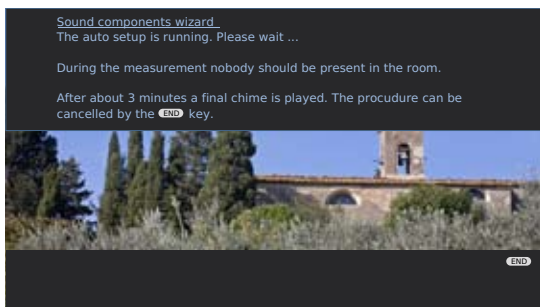 Sound components wizard
The auto setup is running. Please wait ...
During the measurement nobody should be present in the room.
After about 3 minutes a final chime is played. The procudure can be
cancelled by the END key.
END